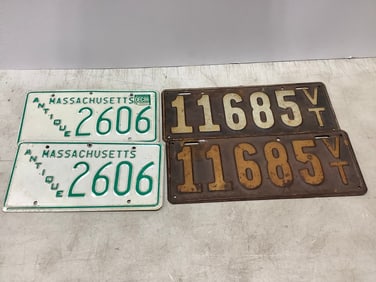 MASSACHUSETTS
ANTIQUE 2606
11685 VT
MASSACHUSETTS
ANTIQUE 2606
11685 VT